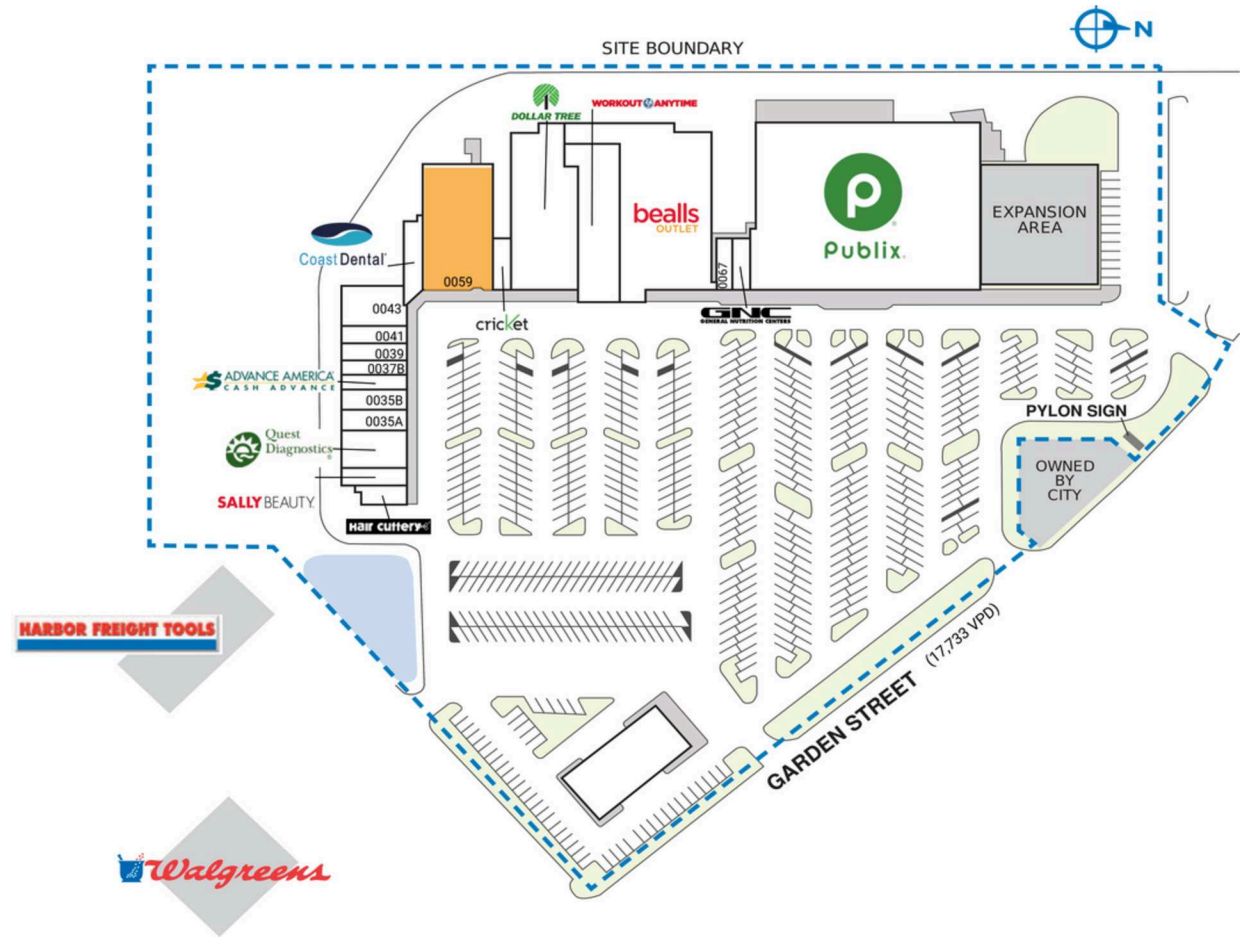 N
SITE BOUNDARY
DOLLAR TREE
WORKOUT ANYTIME
bealls
OUTLET
Publix.
EXPANSION
AREA
Coast Dental
0059
0067
GNC
GENERAL NUTRITION CENTERS
cricket
0043
0041
0039
0037B
ADVANCE AMERICA
CASH ADVANCE
0035B
0035A
Quest
Diagnostics
SALLY BEAUTY
Hair Cuttery
PYLON SIGN
OWNED
BY
CITY
HARBOR FREIGHT TOOLS
GARDEN STREET (17,733 VPD)
Walgreens